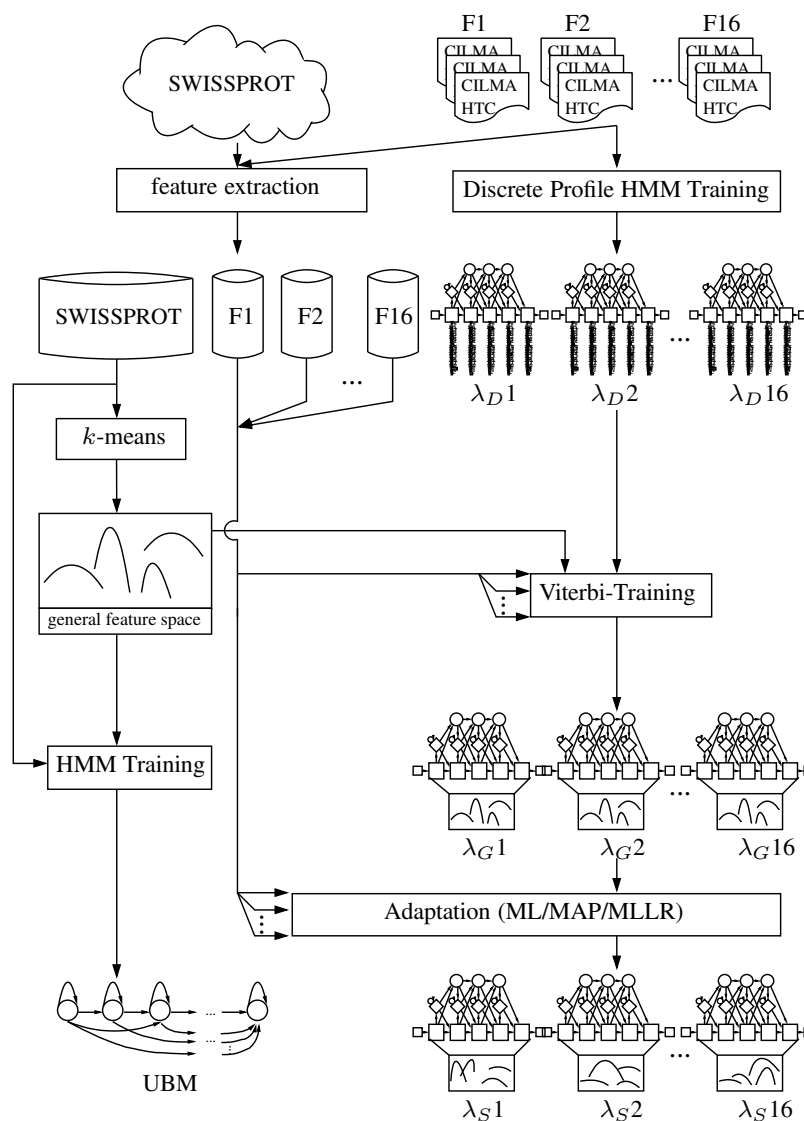 F1
F2
F16
CILMA
CILMA
CILMA
HTC
CILMA
CILMA
CILMA
HTC
...
CILMA
CILMA
CILMA
HTC
SWISSPROT
feature extraction
Discrete Profile HMM Training
SWISSPROT
F1
F2
F16
...
...
λD1
λD2
λD16
k-means
general feature space
Viterbi-Training
...
HMM Training
...
λG1
λG2
λG16
Adaptation (ML/MAP/MLLR)
...
...
...
...
UBM
...
λS1
λS2
λS16